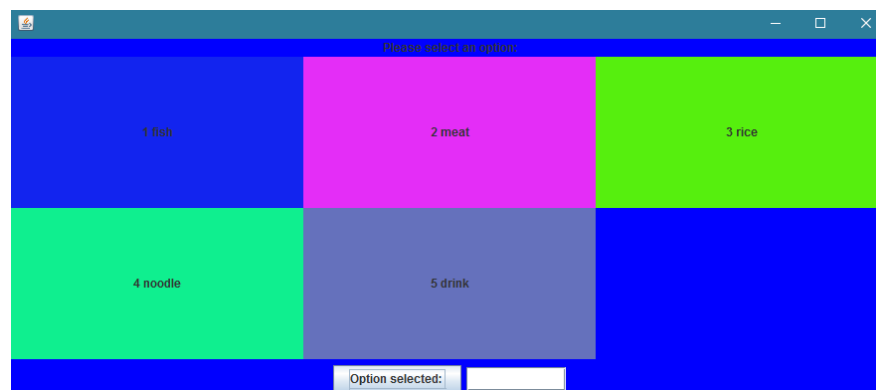 Please select an option:
1 fish
2 meat
3 rice
4 noodle
5 drink
Option selected: